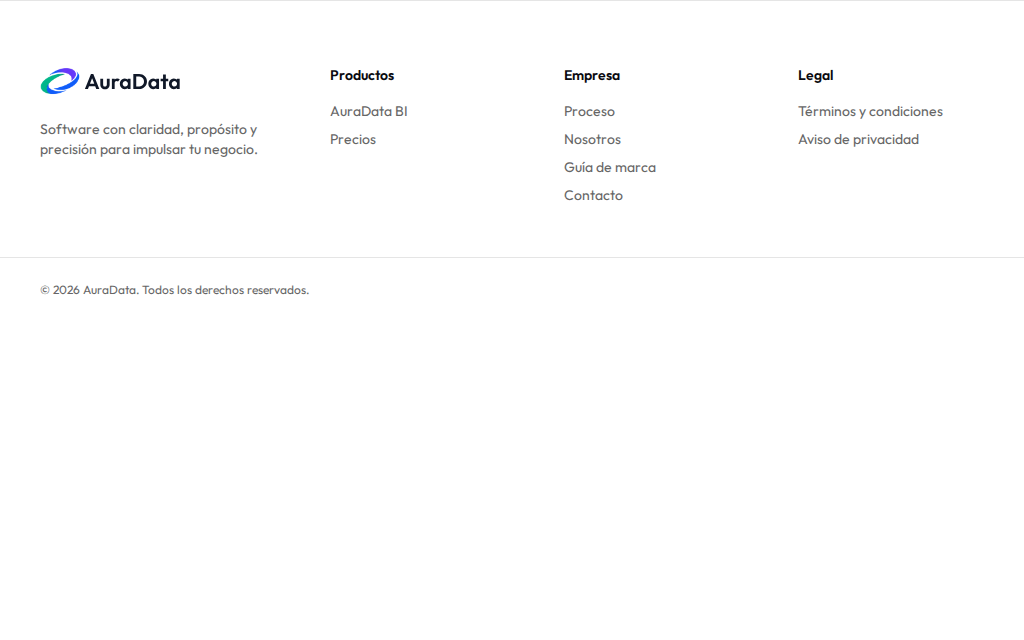 AuraData
Software con claridad, propósito y
precisión para impulsar tu negocio.
Productos
AuraData BI
Precios
Empresa
Proceso
Nosotros
Guía de marca
Contacto
Legal
Términos y condiciones
Aviso de privacidad
© 2026 AuraData. Todos los derechos reservados.